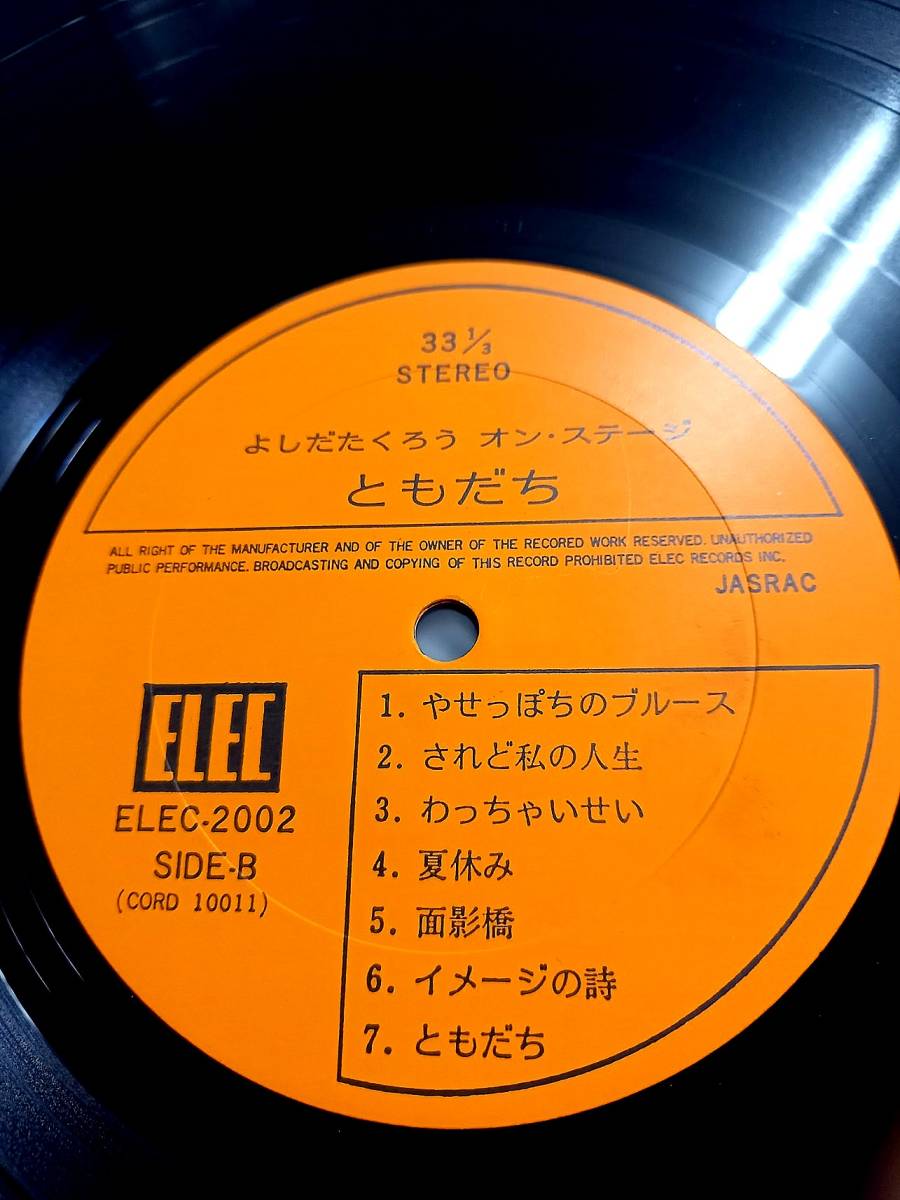 33 1/3
STEREO
よしだたくろう オン・ステージ
ともだち
ALL RIGHT OF THE MANUFACTURER AND OF THE OWNER OF THE RECORED WORK RESERVED. UNAUTHORIZED
PUBLIC PERFORMANCE. BROADCASTING AND COPYING OF THIS RECORD PROHIBITED ELEC RECORDS INC.
JASRAC
ELEC
ELEC-2002
SIDE-B
(CORD 10011)
1. やせっぽちのブルース
2. されど私の人生
3. わっちゃいせい
4. 夏休み
5. 面影橋
6. イメージの詩
7. ともだち